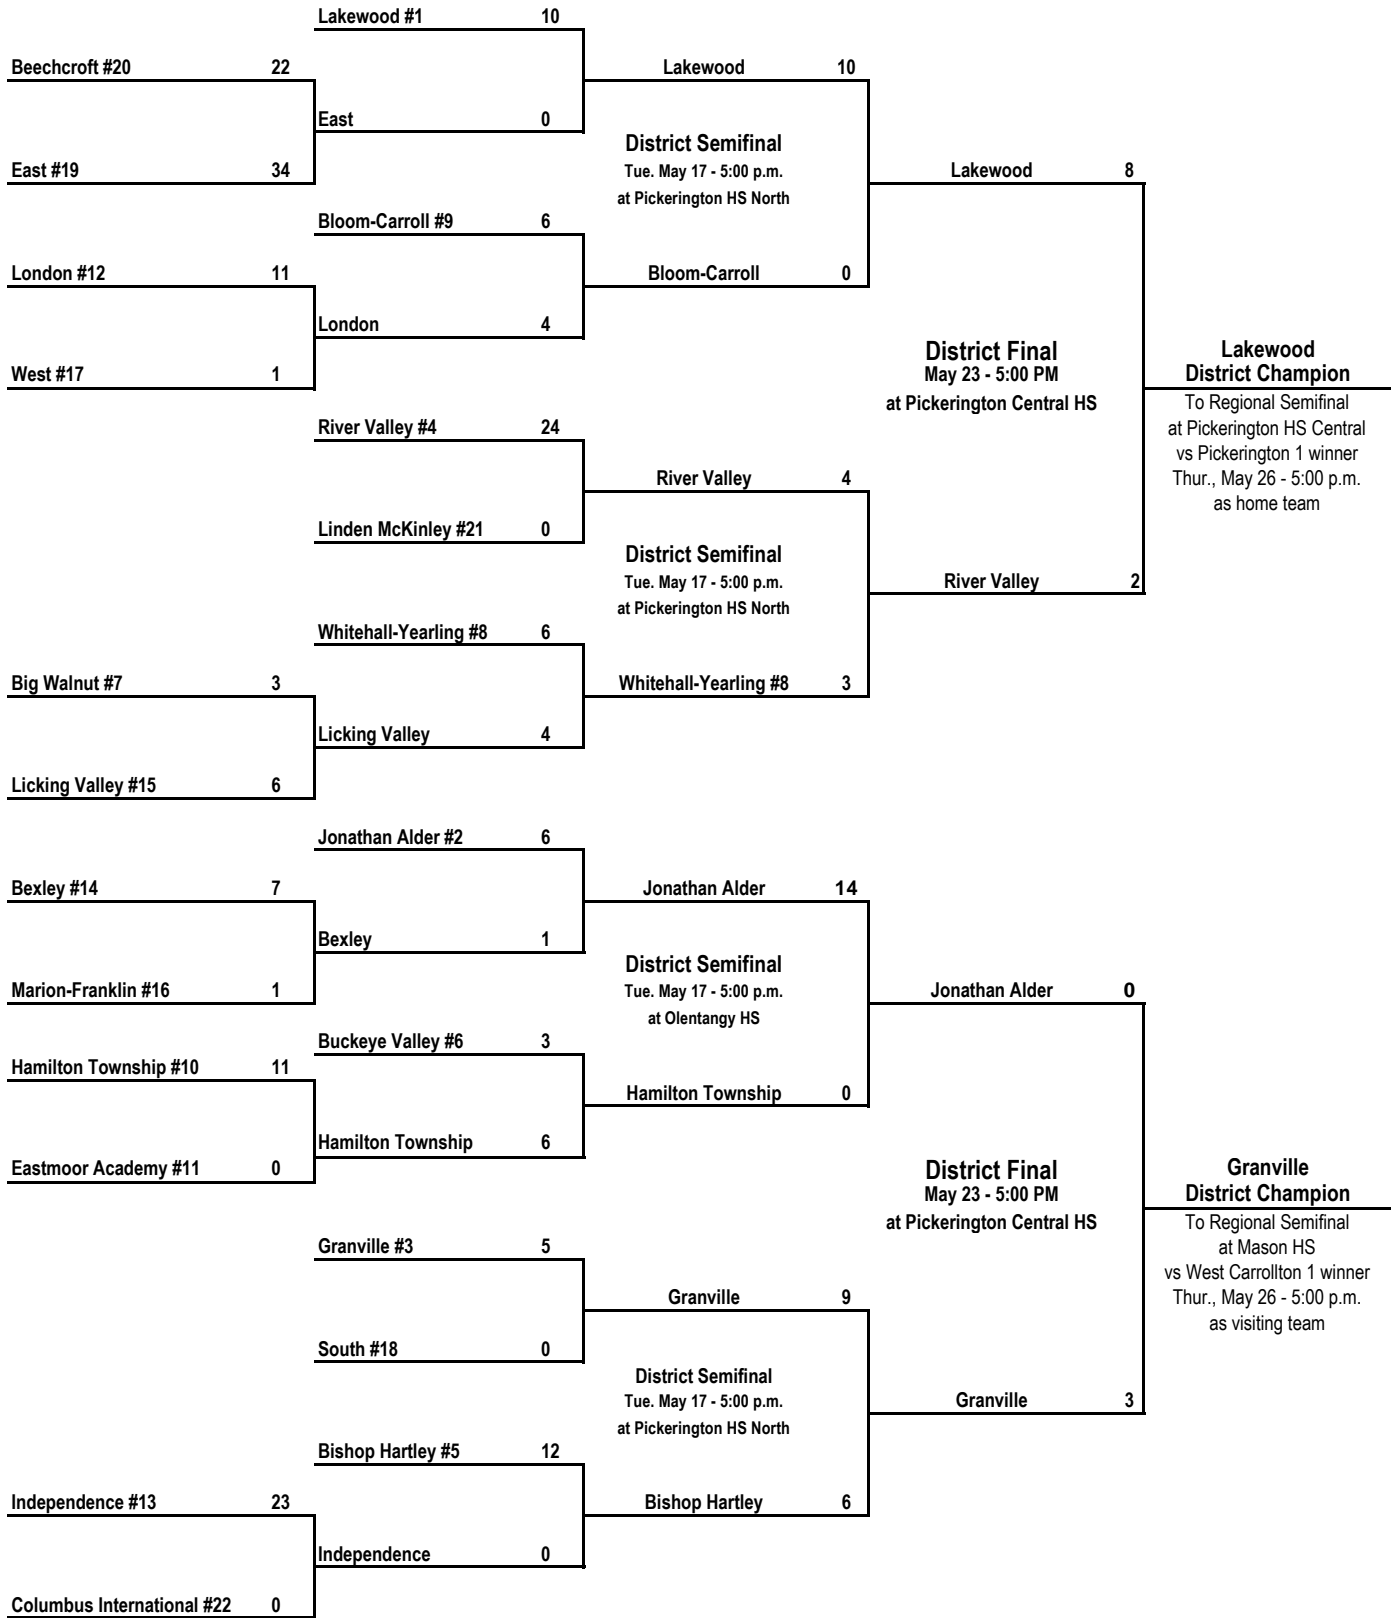 Lakewood #1 10
Beechcroft #20 22
Lakewood 10
East 0
District Semifinal
Tue. May 17 - 5:00 p.m.
at Pickerington HS North
East #19 34
Lakewood 8
Bloom-Carroll #9 6
London #12 11
Bloom-Carroll 0
London 4
West #17 1
District Final
May 23 - 5:00 PM
at Pickerington Central HS
Lakewood
District Champion
To Regional Semifinal
at Pickerington HS Central
vs Pickerington 1 winner
Thur., May 26 - 5:00 p.m.
as home team
River Valley #4 24
River Valley 4
Linden McKinley #21 0
District Semifinal
Tue. May 17 - 5:00 p.m.
at Pickerington HS North
River Valley 2
Whitehall-Yearling #8 6
Big Walnut #7 3
Whitehall-Yearling #8 3
Licking Valley 4
Licking Valley #15 6
Jonathan Alder #2 6
Bexley #14 7
Jonathan Alder 14
Bexley 1
District Semifinal
Tue. May 17 - 5:00 p.m.
at Olentangy HS
Marion-Franklin #16 1
Jonathan Alder 0
Buckeye Valley #6 3
Hamilton Township #10 11
Hamilton Township 0
Hamilton Township 6
Eastmoor Academy #11 0
District Final
May 23 - 5:00 PM
at Pickerington Central HS
Granville
District Champion
To Regional Semifinal
at Mason HS
vs West Carrollton 1 winner
Thur., May 26 - 5:00 p.m.
as visiting team
Granville #3 5
Granville 9
South #18 0
District Semifinal
Tue. May 17 - 5:00 p.m.
at Pickerington HS North
Granville 3
Bishop Hartley #5 12
Independence #13 23
Bishop Hartley 6
Independence 0
Columbus International #22 0